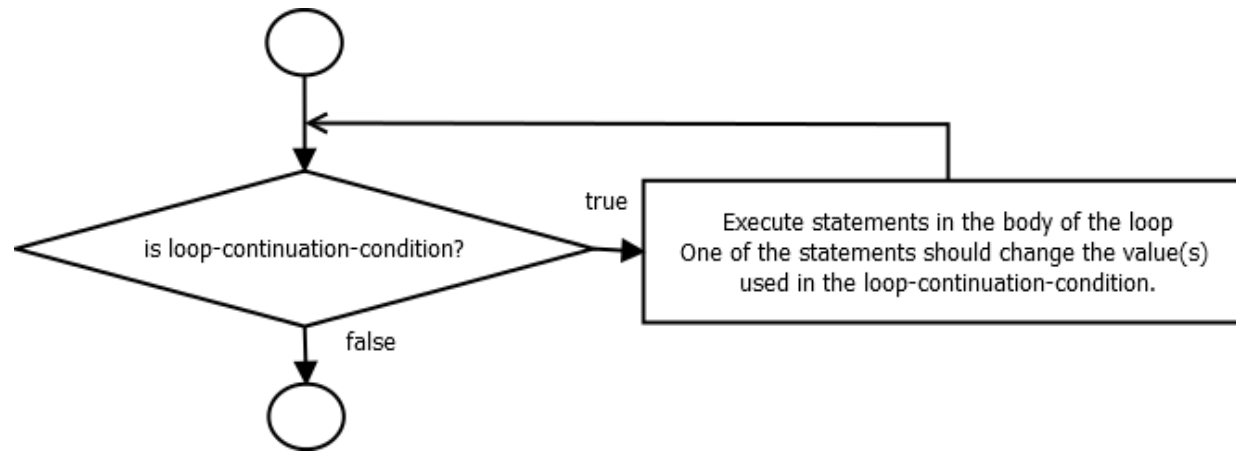 true
is loop-continuation-condition?
Execute statements in the body of the loop
One of the statements should change the value(s)
used in the loop-continuation-condition.
false